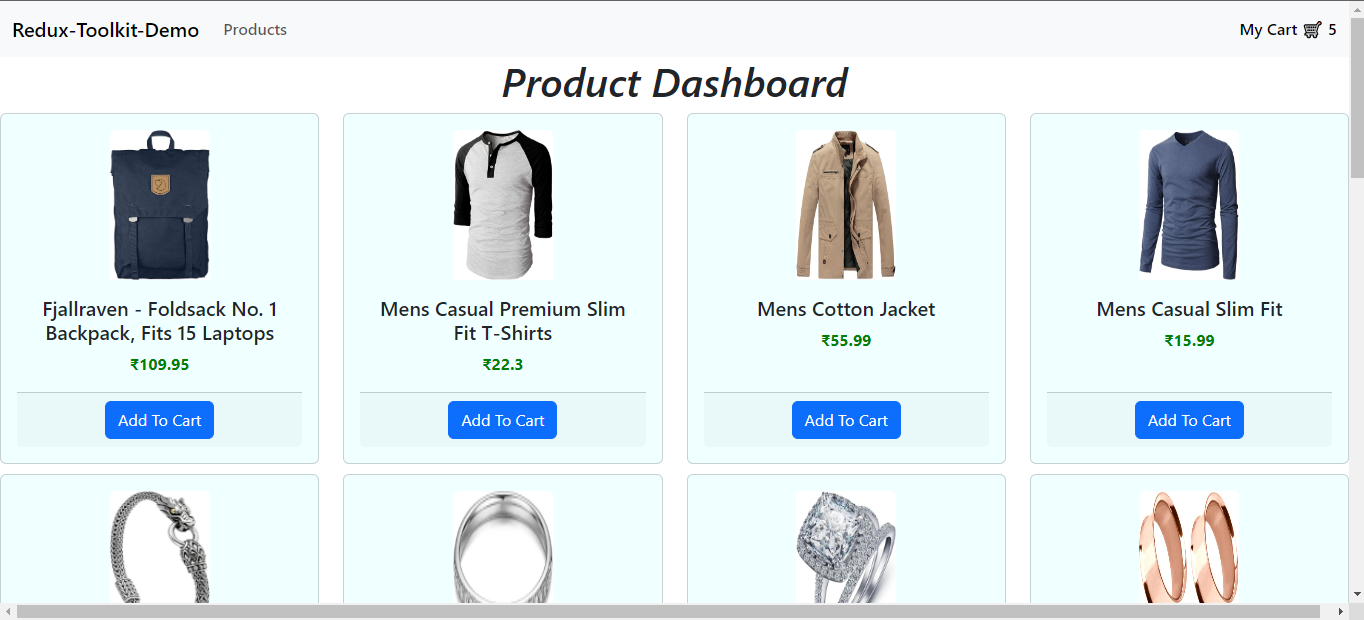 Redux-Toolkit-Demo Products My Cart 🛒 5
Product Dashboard
Fjallraven - Foldsack No. 1
Backpack, Fits 15 Laptops
₹109.95
Add To Cart
Mens Casual Premium Slim
Fit T-Shirts
₹22.3
Add To Cart
Mens Cotton Jacket
₹55.99
Add To Cart
Mens Casual Slim Fit
₹15.99
Add To Cart